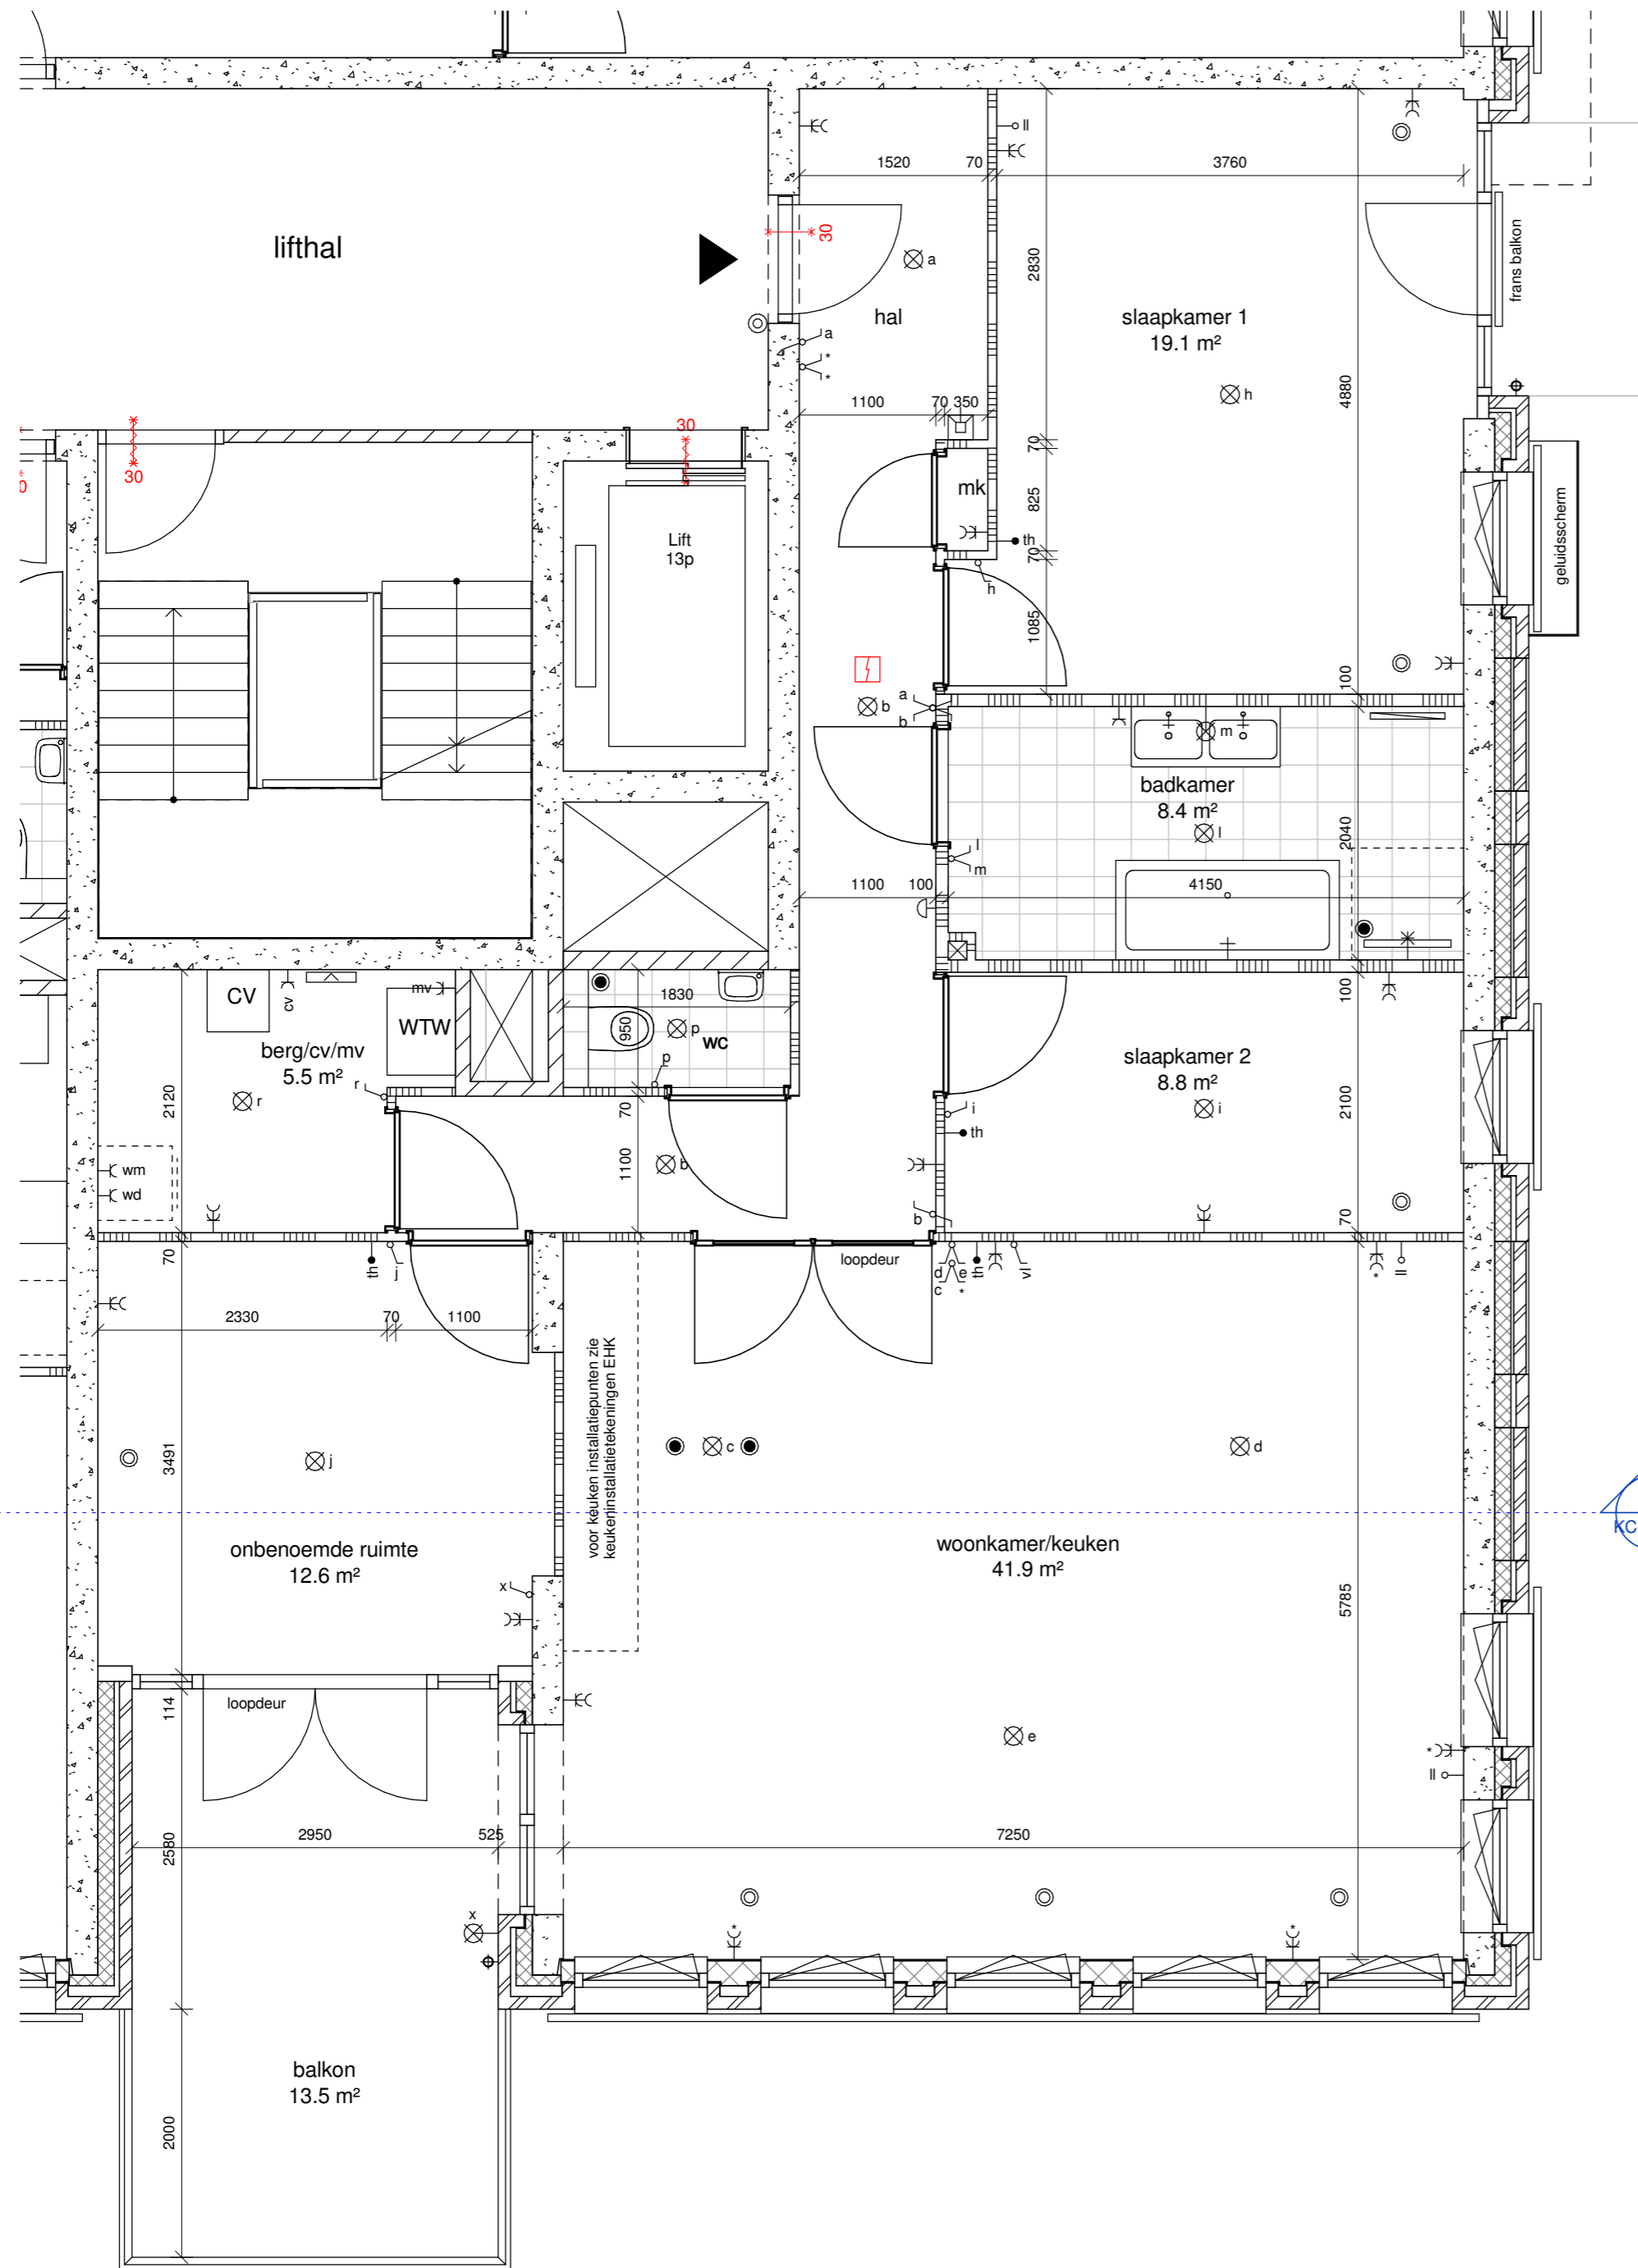 1520
70
3760
lifthal
30
a
hal
2830
slaapkamer 1
19.1 m²
frans balkon
a
*
*
h
4880
1100
70
350
30
30
0
70
mk
825
Lift
13p
th
70
h
geluidsscherm
1085
100
a
b
b
m
badkamer
8.4 m²
2040
l
l
m
1100
100
4150
CV
cv
mv
WTW
1830
950
p
WC
p
100
berg/cv/mv
5.5 m²
r
r
slaapkamer 2
8.8 m²
i
i
th
2120
70
1100
2100
b
wm
wd
b
70
70
th
j
loopdeur
d
e
c
*
th
vl
*
2330
70
1100
voor keuken installatiepunten zie
keukeninstallatietekeningen EHK
3491
j
c
d
KC
onbenoemde ruimte
12.6 m²
woonkamer/keuken
41.9 m²
x
5785
114
loopdeur
e
*
2580
2950
525
7250
x
*
*
balkon
13.5 m²
2000